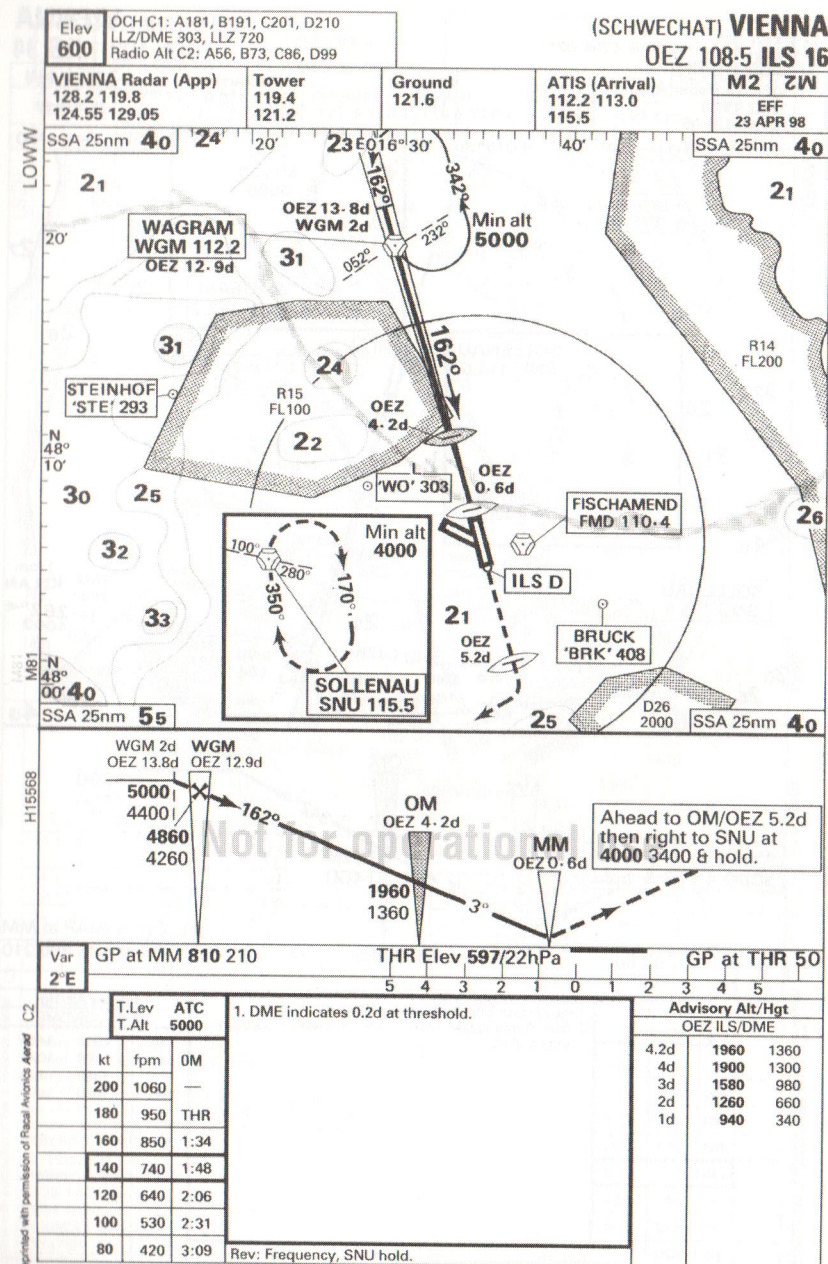 Elev
600
OCH C1: A181, B191, C201, D210
LLZ/DME 303, LLZ 720
Radio Alt C2: A56, B73, C86, D99
(SCHWECHAT) VIENNA
OEZ 108·5 ILS 16
VIENNA Radar (App)
128.2 119.8
124.55 129.05
Tower
119.4
121.2
Ground
121.6
ATIS (Arrival)
112.2 113.0
115.5
M2 M2
EFF
23 APR 98
LOWW
SSA 25nm 40
24
20'
23
E016°30'
40'
SSA 25nm 40
21
162°
342°
21
OEZ 13·8d
WGM 2d
Min alt
5000
WAGRAM
WGM 112.2
OEZ 12·9d
20'
31
052°
232°
162°
31
24
R14
FL200
STEINHOF
'STE' 293
R15
FL100
OEZ
4·2d
22
N
48°
10'
L
'WO' 303
OEZ
0·6d
30
25
FISCHAMEND
FMD 110·4
26
Min alt
4000
100°
280°
170°
350°
32
33
ILS D
21
OEZ
5.2d
BRUCK
'BRK' 408
SOLLENAU
SNU 115.5
M81
N
48°
00'
40
SSA 25nm 55
25
D26
2000
SSA 25nm 40
H15568
WGM 2d
OEZ 13.8d
WGM
OEZ 12.9d
5000
4400
4860
4260
162°
OM
OEZ 4·2d
1960
1360
3°
MM
OEZ 0·6d
Ahead to OM/OEZ 5.2d
then right to SNU at
4000 3400 & hold.
Not for operational
Var
2°E
GP at MM 810 210
THR Elev 597/22hPa
GP at THR 50
5 4 3 2 1 0 1 2 3 4 5
C2
T.Lev ATC
T.Alt 5000
kt fpm OM
200 1060 —
180 950 THR
160 850 1:34
140 740 1:48
120 640 2:06
100 530 2:31
80 420 3:09
1. DME indicates 0.2d at threshold.
Rev: Frequency, SNU hold.
Advisory Alt/Hgt
OEZ ILS/DME
4.2d 1960 1360
4d 1900 1300
3d 1580 980
2d 1260 660
1d 940 340
printed with permission of Racal Avionics Aerad